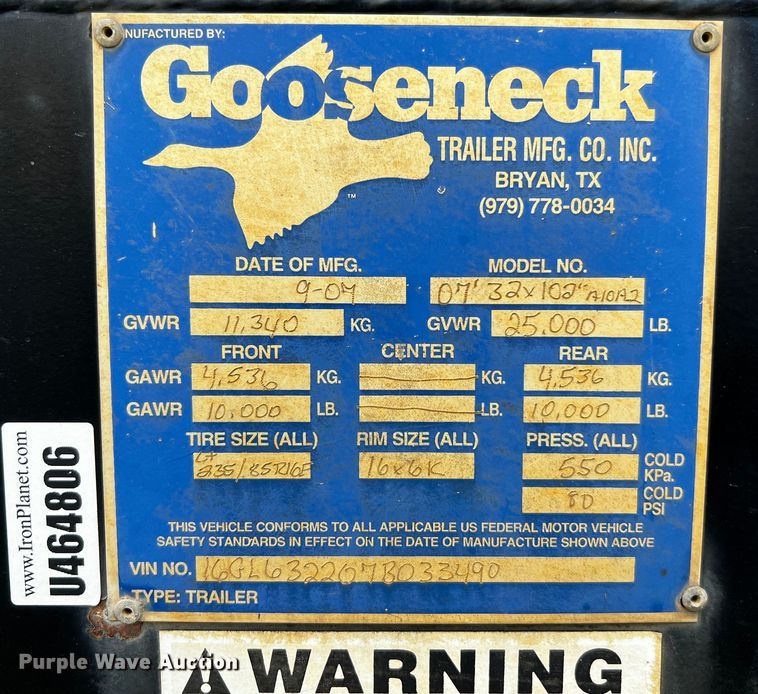 NUFACTURED BY:
Gooseneck
TRAILER MFG. CO. INC.
BRYAN, TX
(979) 778-0034
TM
DATE OF MFG. MODEL NO.
9-07 07' 32x102" A10A2
GVWR 11,340 KG. GVWR 25,000 LB.
FRONT CENTER REAR
GAWR 4,536 KG. KG. 4,536 KG.
GAWR 10,000 LB. LB. 10,000 LB.
TIRE SIZE (ALL) RIM SIZE (ALL) PRESS. (ALL)
LT 235/85R16E 16x6K 550 COLD KPa.
80 COLD PSI
THIS VEHICLE CONFORMS TO ALL APPLICABLE US FEDERAL MOTOR VEHICLE
SAFETY STANDARDS IN EFFECT ON THE DATE OF MANUFACTURE SHOWN ABOVE
VIN NO. 16GL632207B033490
TYPE: TRAILER
www.IronPlanet.com
U464806
WARNING
Purple Wave Auction